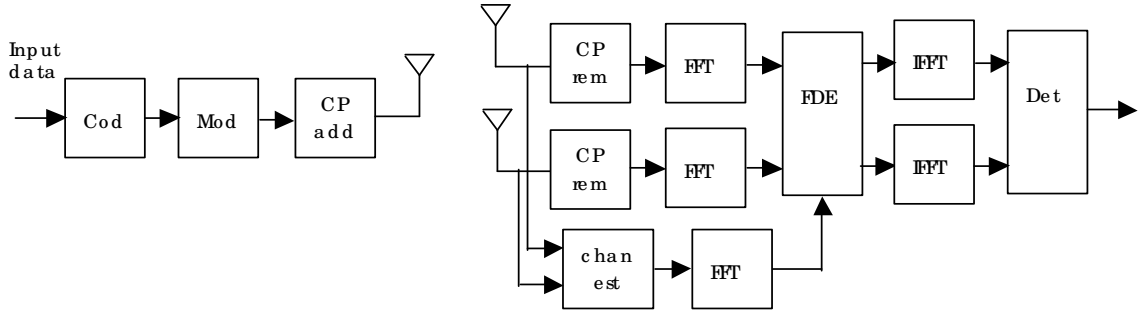 Input
data
Cod
Mod
CP
add
CP
rem
FFT
FDE
IFFT
Det
CP
rem
FFT
IFFT
chan
est
FFT